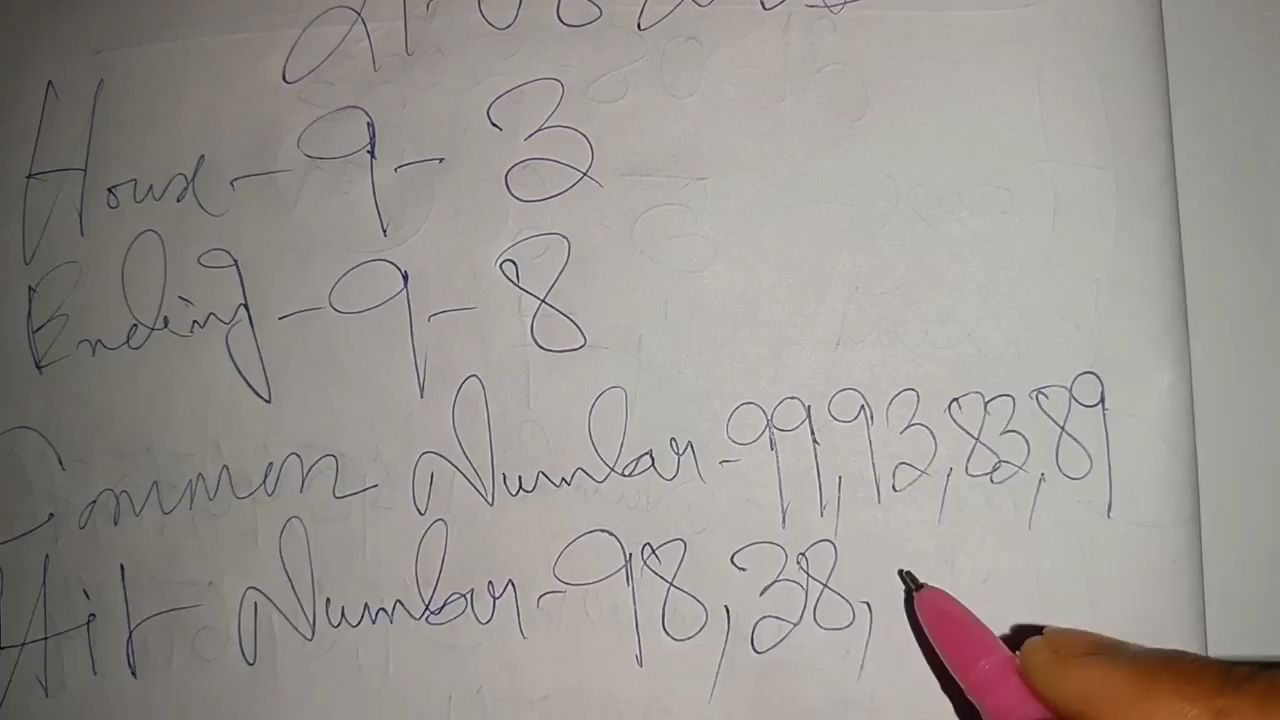 House - 9 - 3
Ending - 9 - 8
Common Number - 99, 93, 83, 89
Hit Number - 98, 38,